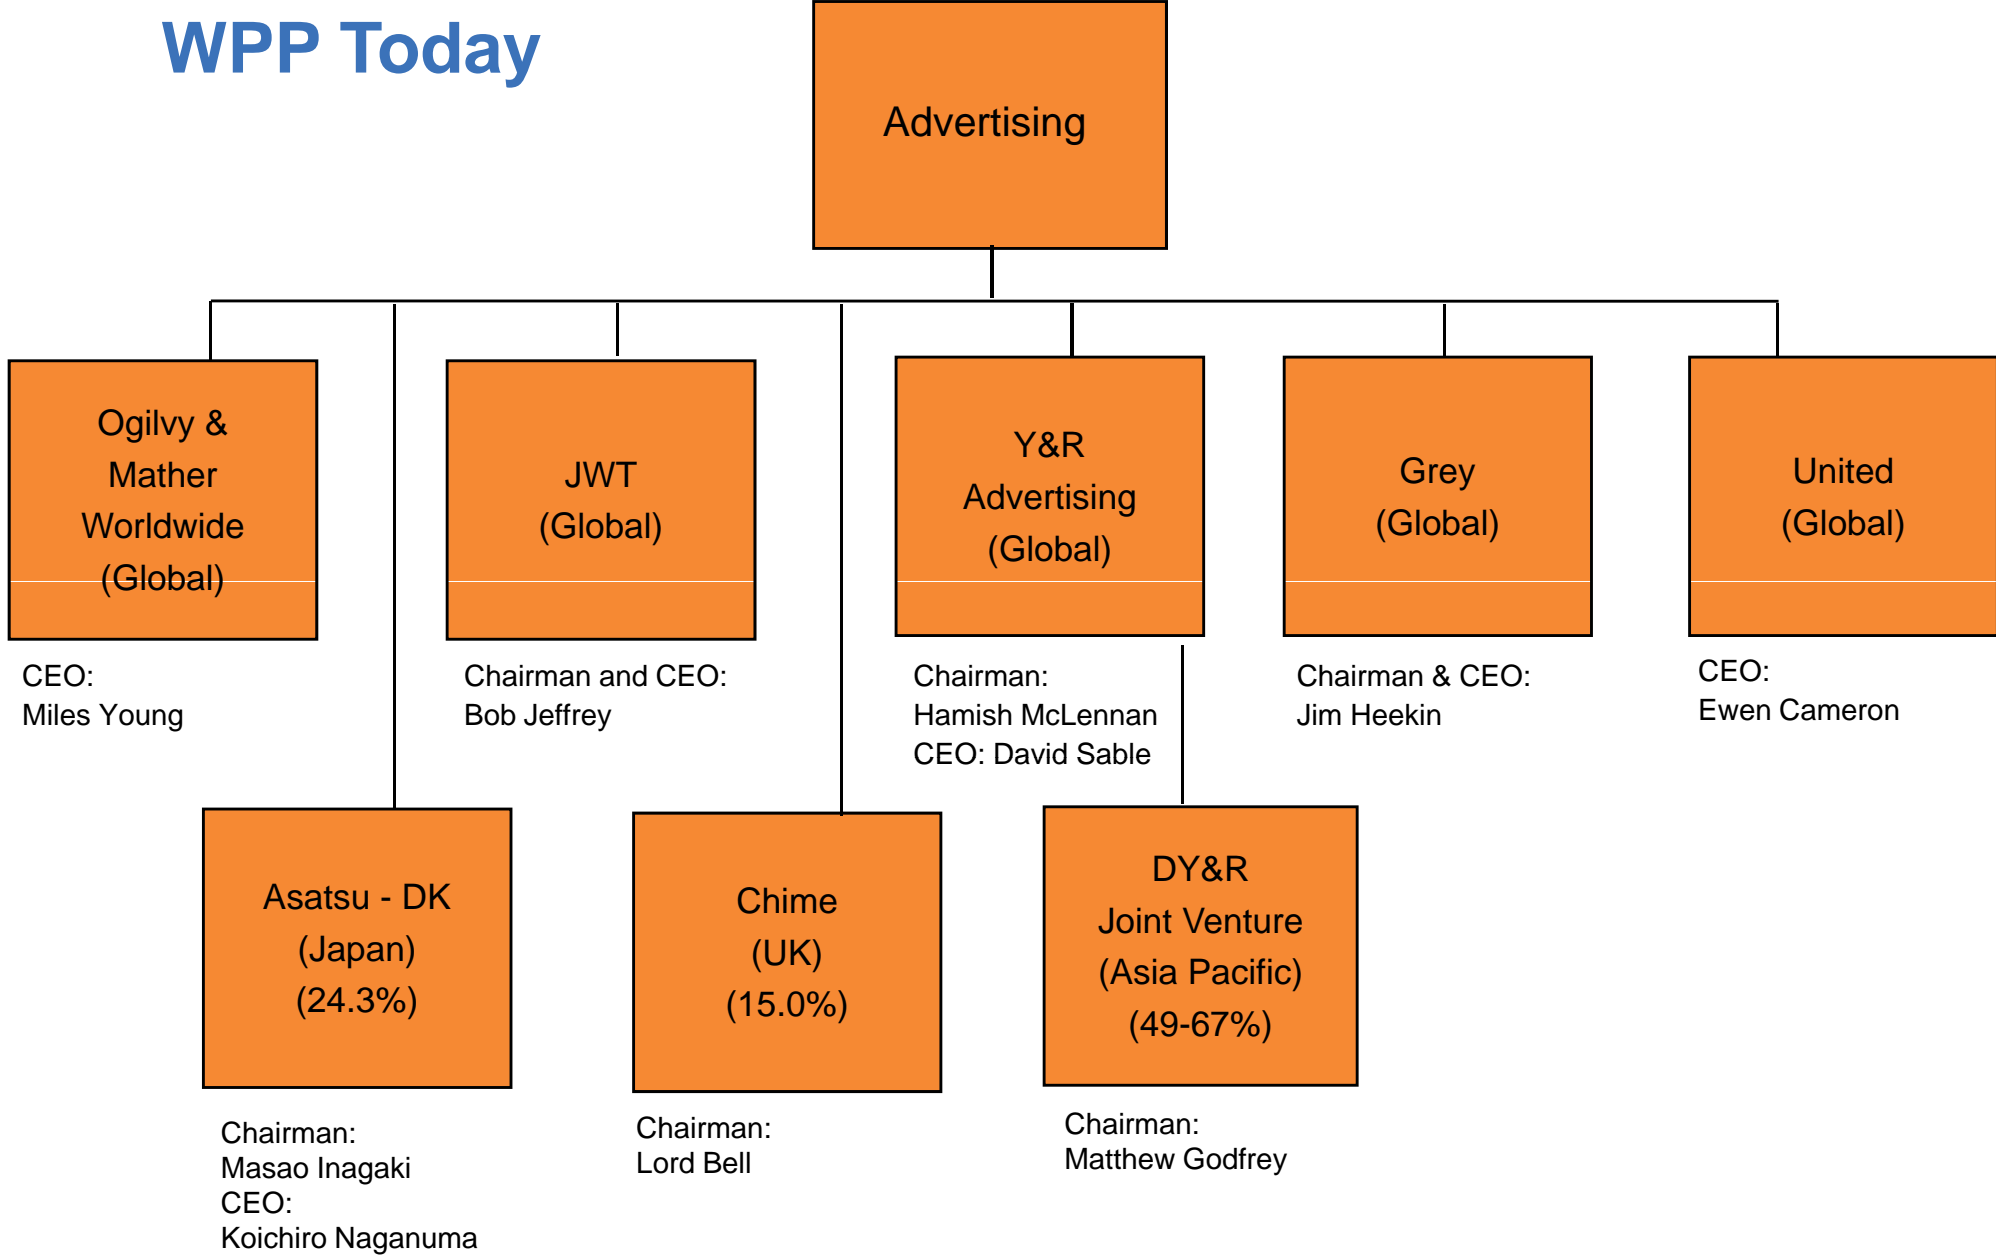 WPP Today
Advertising
Ogilvy &
Mather
Worldwide
(Global)
CEO:
Miles Young
JWT
(Global)
Chairman and CEO:
Bob Jeffrey
Y&R
Advertising
(Global)
Chairman:
Hamish McLennan
CEO: David Sable
Grey
(Global)
Chairman & CEO:
Jim Heekin
United
(Global)
CEO:
Ewen Cameron
Asatsu - DK
(Japan)
(24.3%)
Chairman:
Masao Inagaki
CEO:
Koichiro Naganuma
Chime
(UK)
(15.0%)
Chairman:
Lord Bell
DY&R
Joint Venture
(Asia Pacific)
(49-67%)
Chairman:
Matthew Godfrey